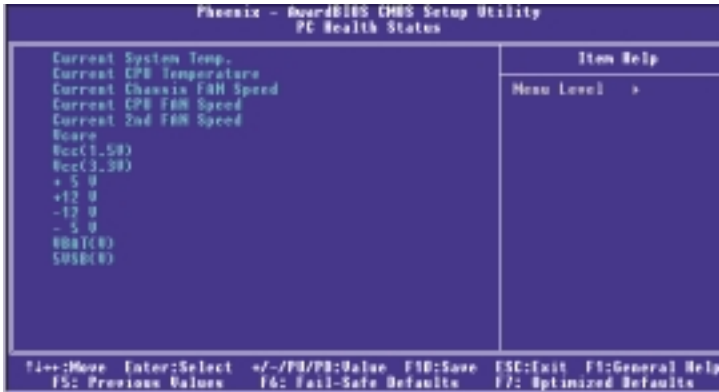 Phoenix - AwardBIOS CMOS Setup Utility
PC Health Status
Current System Temp.
Current CPU Temperature
Current Chassis FAN Speed
Current CPU FAN Speed
Current 2nd FAN Speed
Vcore
Vcc(1.5V)
Vcc(3.3V)
+ 5 V
+12 V
-12 V
- 5 V
VBAT(V)
5VSB(V)
Item Help
Menu Level ▸
↑↓→←:Move Enter:Select +/-/PU/PD:Value F10:Save ESC:Exit F1:General Help
F5: Previous Values F6: Fail-Safe Defaults F7: Optimized Defaults